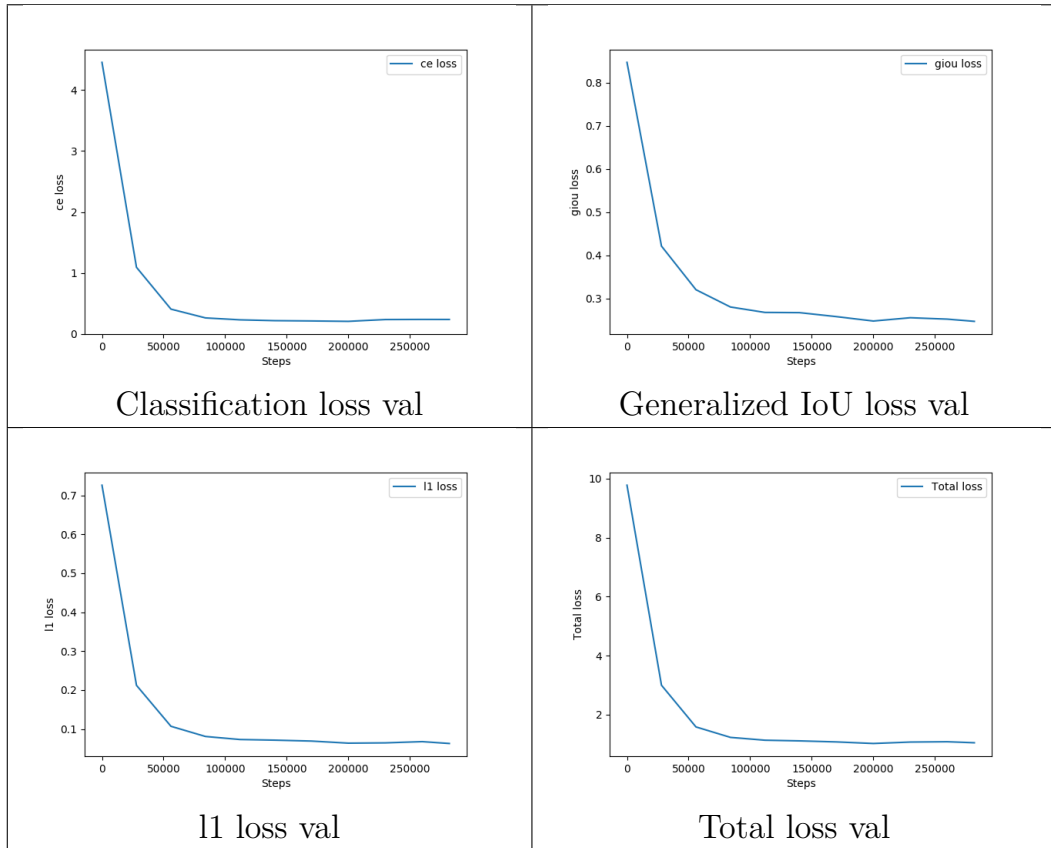 ce loss
4
3
2
1
0
ce loss
0 50000 100000 150000 200000 250000
Steps
Classification loss val
giou loss
0.8
0.7
0.6
0.5
0.4
0.3
giou loss
0 50000 100000 150000 200000 250000
Steps
Generalized IoU loss val
l1 loss
0.7
0.6
0.5
0.4
0.3
0.2
0.1
l1 loss
0 50000 100000 150000 200000 250000
Steps
l1 loss val
Total loss
10
8
6
4
2
Total loss
0 50000 100000 150000 200000 250000
Steps
Total loss val